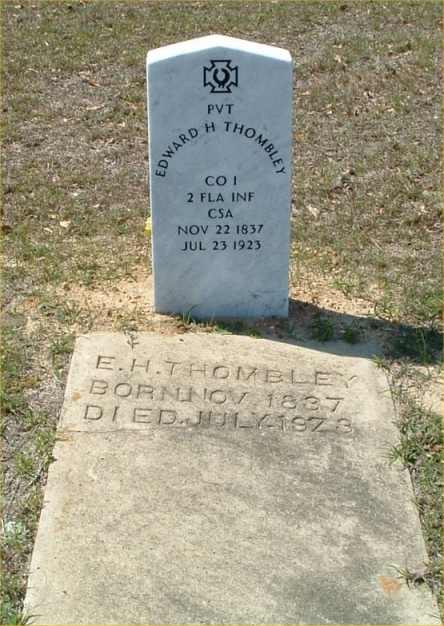 PVT
EDWARD H THOMBLEY
CO I
2 FLA INF
CSA
NOV 22 1837
JUL 23 1923
E.H. THOMBLEY
BORN.NOV. 1837
DIED.JULY.1923